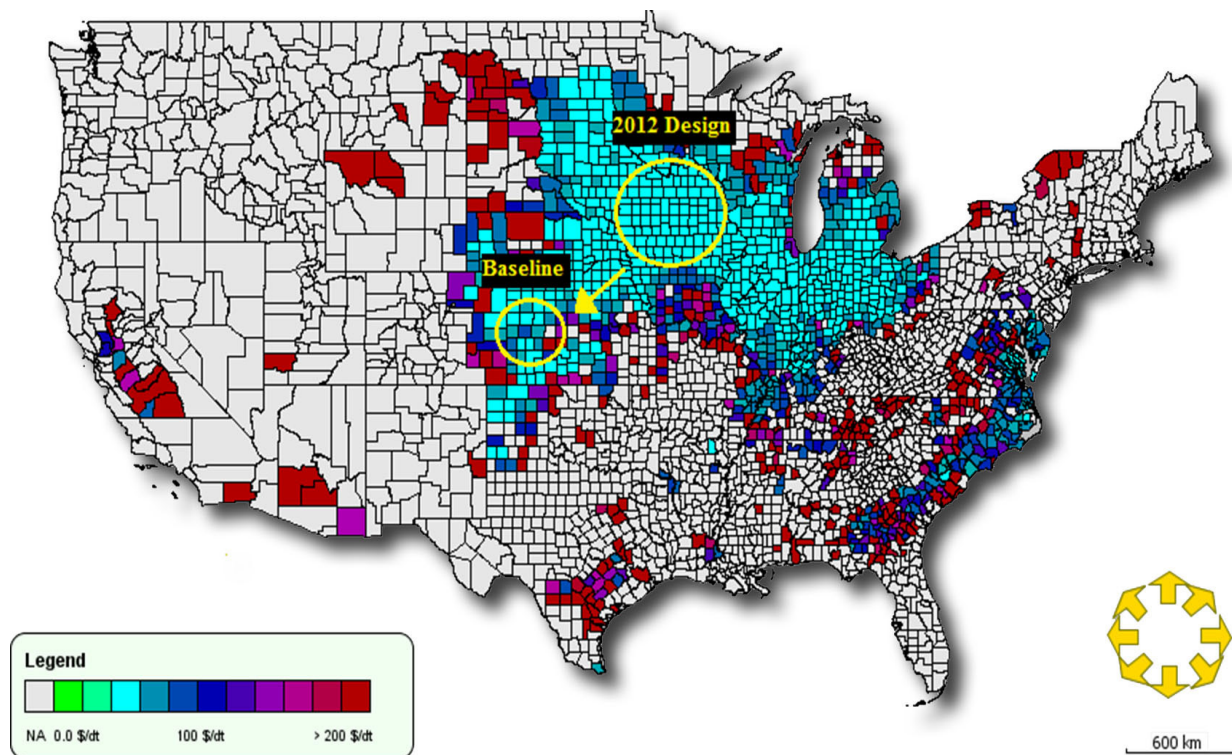 2012 Design
Baseline
Legend
NA 0.0 $/dt 100 $/dt > 200 $/dt
600 km